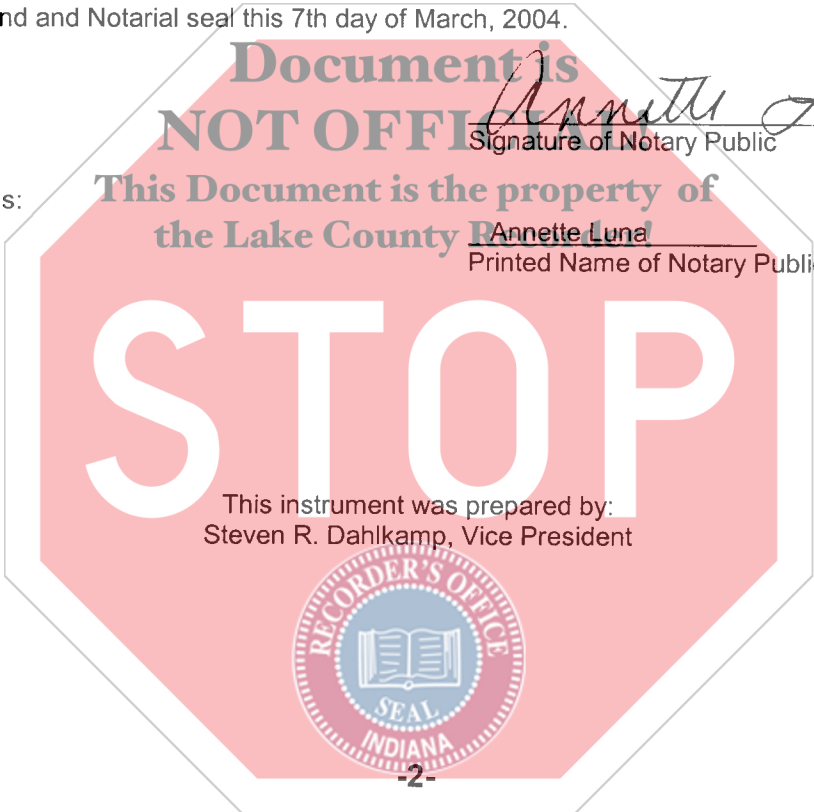 nd and Notarial seal this 7th day of March, 2004.
Document is
NOT OFFICIAL!
Annette
Signature of Notary Public
s:
This Document is the property of
the Lake County Recorder!
Annette Luna
Printed Name of Notary Public
STOP
This instrument was prepared by:
Steven R. Dahlkamp, Vice President
RECORDER'S OFFICE
SEAL
INDIANA
-2-